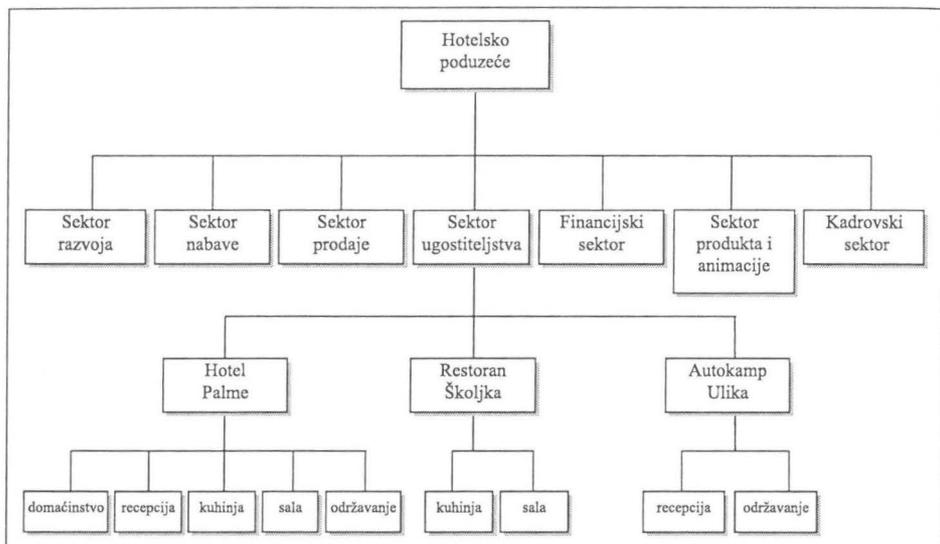 Hotelsko
poduzeće
Sektor
razvoja
Sektor
nabave
Sektor
prodaje
Sektor
ugostiteljstva
Financijski
sektor
Sektor
produkta i
animacije
Kadrovski
sektor
Hotel
Palme
Restoran
Školjka
Autokamp
Ulika
domaćinstvo
recepcija
kuhinja
sala
održavanje
kuhinja
sala
recepcija
održavanje